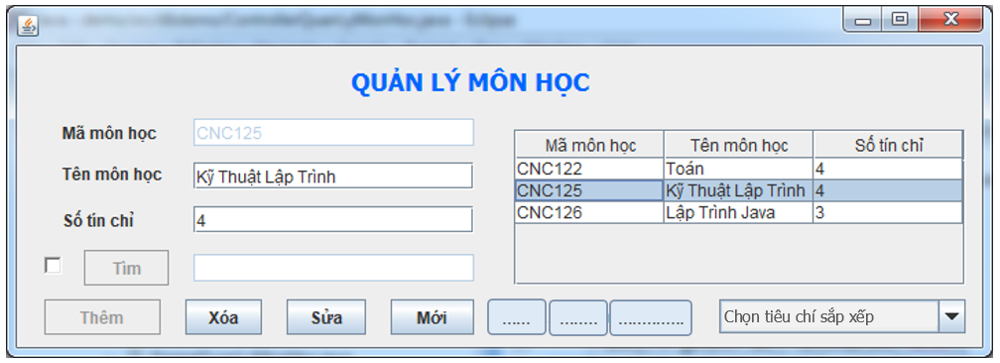 QUẢN LÝ MÔN HỌC
Mã môn học
CNC125
Tên môn học
Kỹ Thuật Lập Trình
Số tín chỉ
4
Tìm
Mã môn học Tên môn học Số tín chỉ
CNC122 Toán 4
CNC125 Kỹ Thuật Lập Trình 4
CNC126 Lập Trình Java 3
Thêm Xóa Sửa Mới ...... ........ .............. Chọn tiêu chí sắp xếp